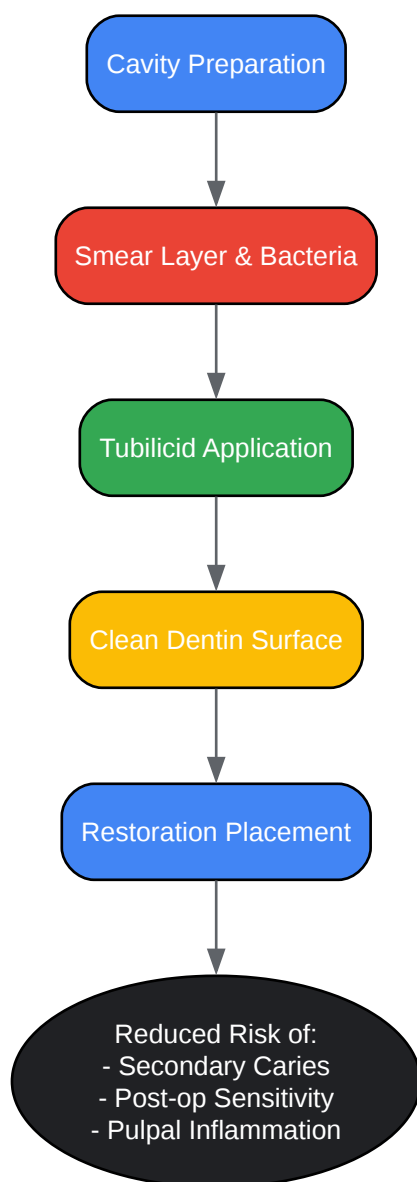 Cavity Preparation
Smear Layer & Bacteria
Tubilicid Application
Clean Dentin Surface
Restoration Placement
Reduced Risk of:
- Secondary Caries
- Post-op Sensitivity
- Pulpal Inflammation